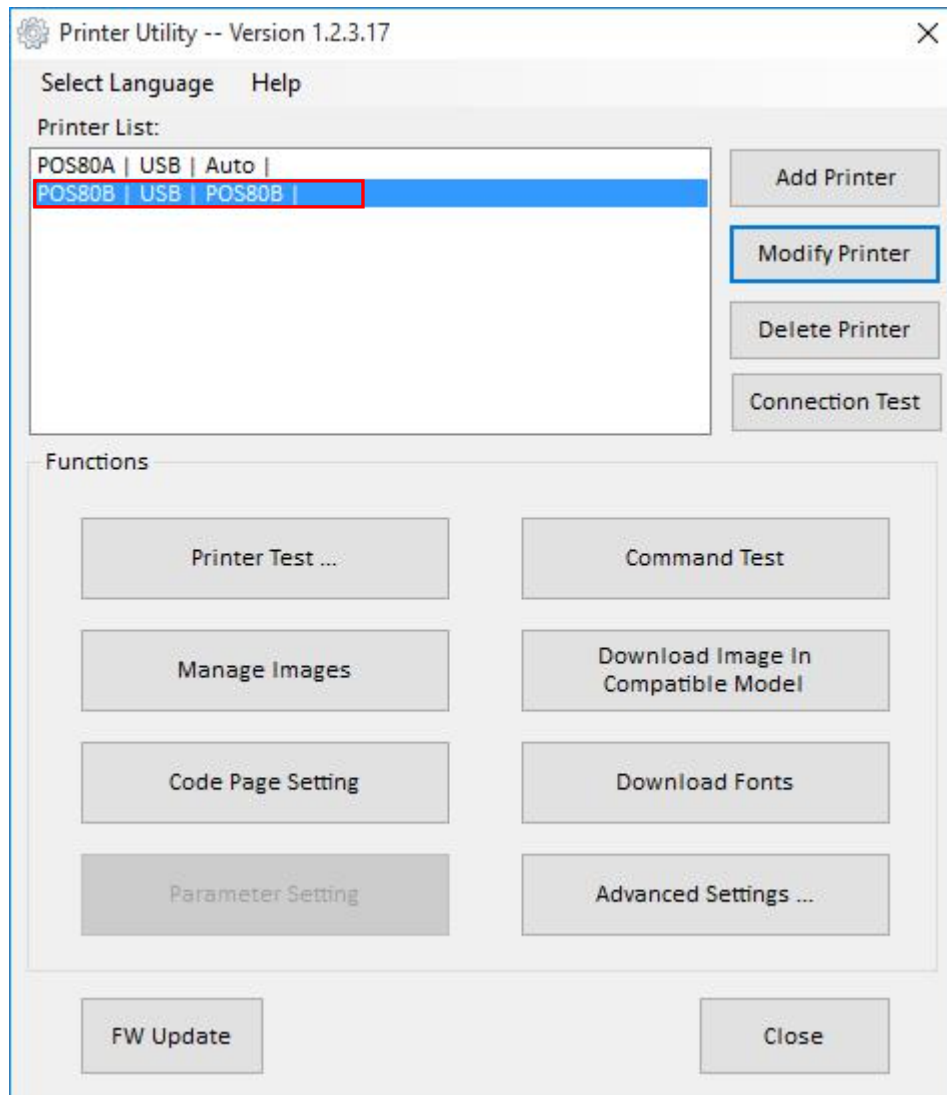 Printer Utility -- Version 1.2.3.17
Select Language Help
Printer List:
POS80A | USB | Auto |
POS80B | USB | POS80B |
Add Printer
Modify Printer
Delete Printer
Connection Test
Functions
Printer Test ...
Command Test
Manage Images
Download Image In
Compatible Model
Code Page Setting
Download Fonts
Parameter Setting
Advanced Settings ...
FW Update
Close